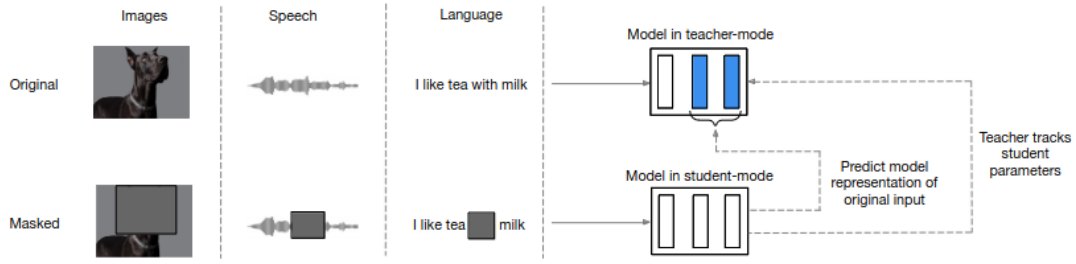 Images
Speech
Language
Model in teacher-mode
Original
I like tea with milk
Teacher tracks
student
parameters
Predict model
representation of
original input
Model in student-mode
Masked
I like tea milk